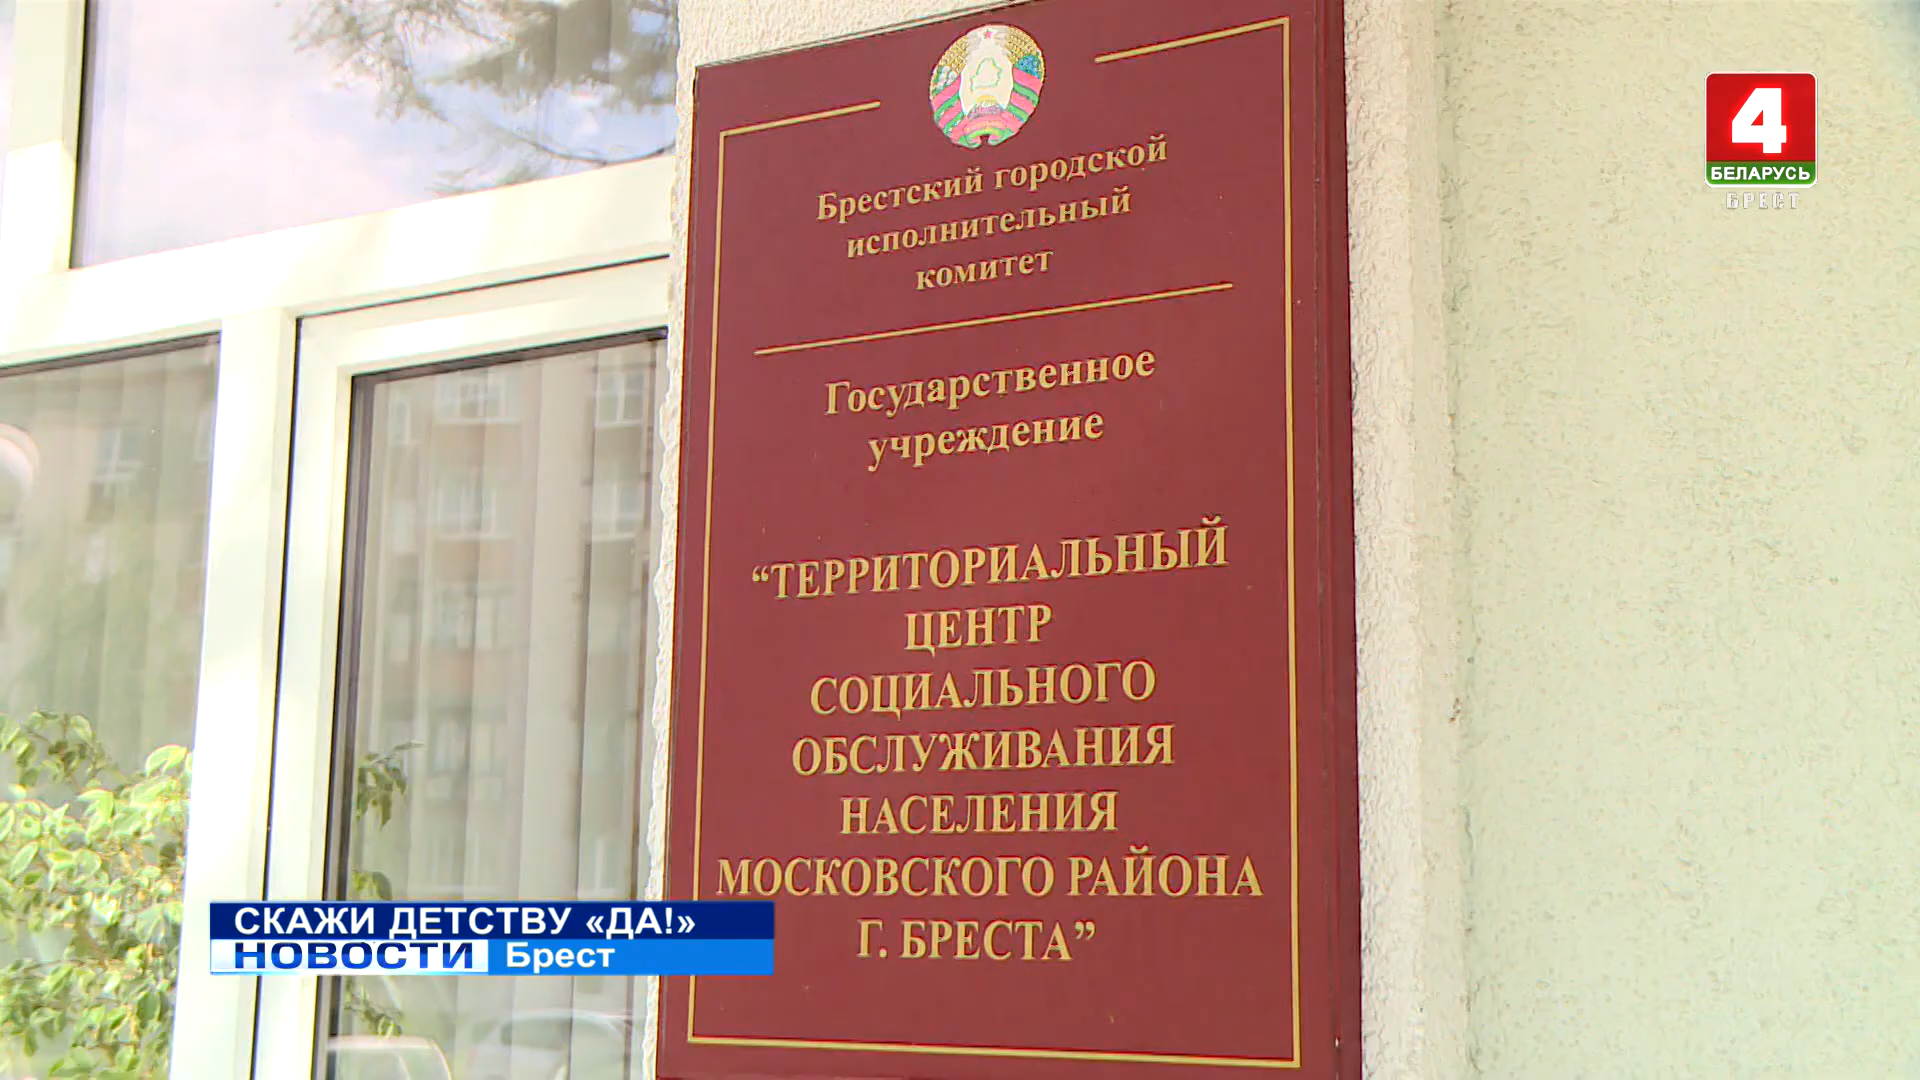 Брестский городской
исполнительный
комитет
Государственное
учреждение
“ТЕРРИТОРИАЛЬНЫЙ
ЦЕНТР
СОЦИАЛЬНОГО
ОБСЛУЖИВАНИЯ
НАСЕЛЕНИЯ
МОСКОВСКОГО РАЙОНА
Г. БРЕСТА”
4
БЕЛАРУСЬ
БРЕСТ
СКАЖИ ДЕТСТВУ «ДА!»
НОВОСТИ Брест